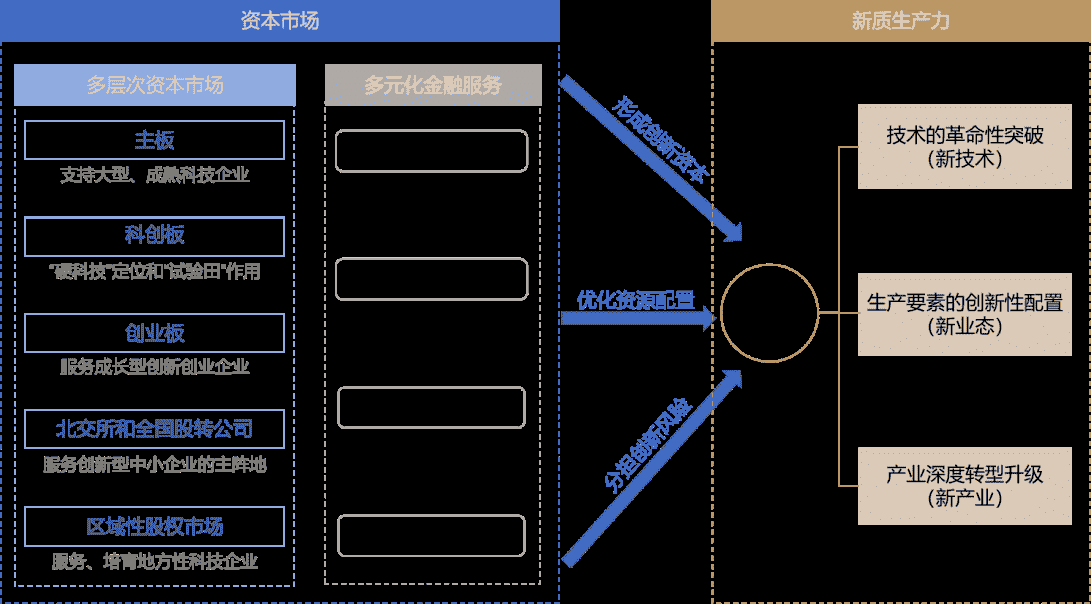 资本市场
新质生产力
多层次资本市场
主板
支持大型、成熟科技企业
科创板
“硬科技”定位和“试验田”作用
创业板
服务成长型创新创业企业
北交所和全国股转公司
服务创新型中小企业的主阵地
区域性股权市场
服务、培育地方性科技企业
多元化金融服务
形成创新资本
优化资源配置
分担创新风险
技术的革命性突破
（新技术）
生产要素的创新性配置
（新业态）
产业深度转型升级
（新产业）